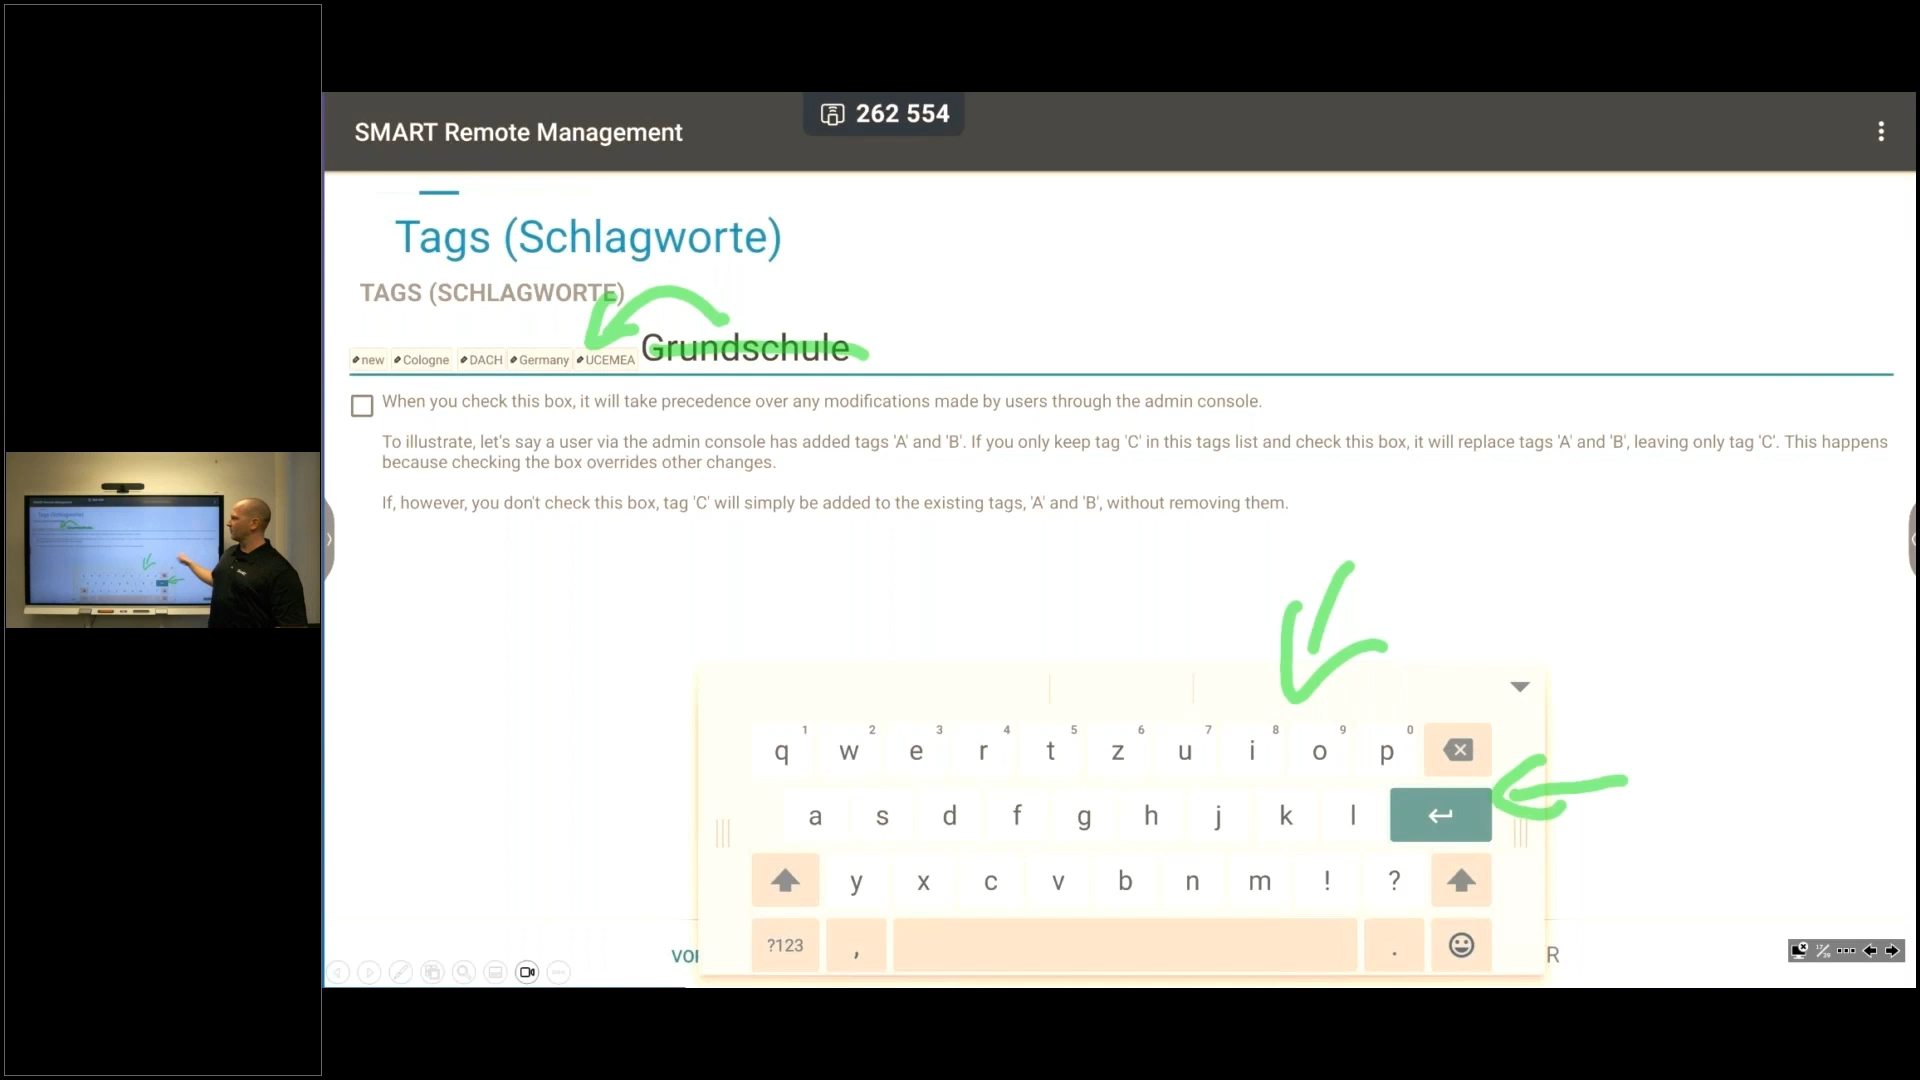 262 554
SMART Remote Management
Tags (Schlagworte)
TAGS (SCHLAGWORTE)
new Cologne DACH Germany UCEMEA Grundschule
When you check this box, it will take precedence over any modifications made by users through the admin console.
To illustrate, let's say a user via the admin console has added tags 'A' and 'B'. If you only keep tag 'C' in this tags list and check this box, it will replace tags 'A' and 'B', leaving only tag 'C'. This happens
because checking the box overrides other changes.
If, however, you don't check this box, tag 'C' will simply be added to the existing tags, 'A' and 'B', without removing them.
1 2 3 4 5 6 7 8 9 0
q w e r t z u i o p
a s d f g h j k l
y x c v b n m ! ?
?123 , .
VO
R